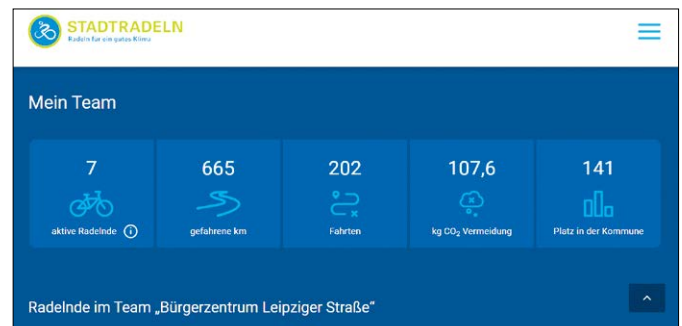 STADTRADELN
Radeln für ein gutes Klima
Mein Team
7
665
202
107,6
141
aktive Radelnde
gefahrene km
Fahrten
kg CO₂ Vermeidung
Platz in der Kommune
Radelnde im Team „Bürgerzentrum Leipziger Straße“